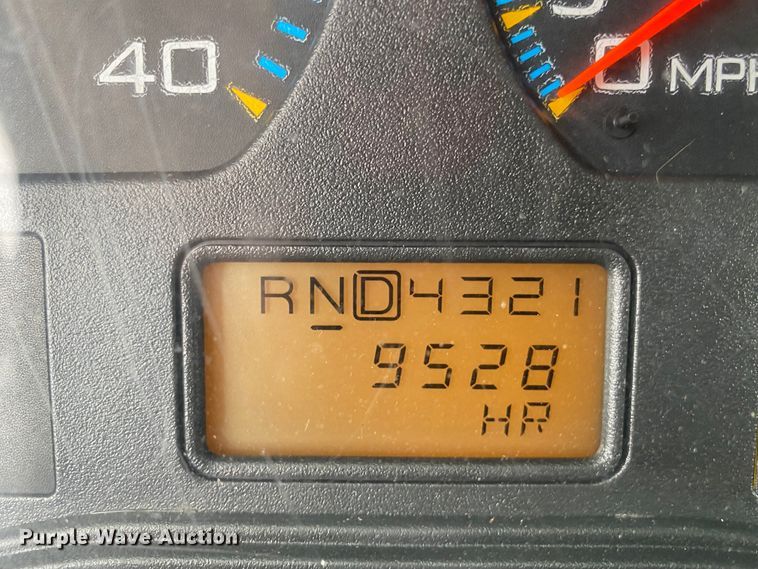 40
0 MPH
RND4321
9528
HR
Purple Wave Auction